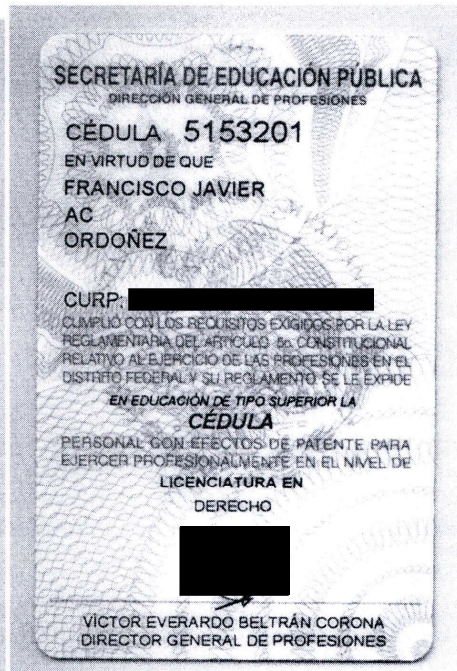 SECRETARÍA DE EDUCACIÓN PÚBLICA
DIRECCIÓN GENERAL DE PROFESIONES
CÉDULA 5153201
EN VIRTUD DE QUE
FRANCISCO JAVIER
AC
ORDOÑEZ
CURP:
CUMPLIÓ CON LOS REQUISITOS EXIGIDOS POR LA LEY
REGLAMENTARIA DEL ARTÍCULO 5o. CONSTITUCIONAL
RELATIVO AL EJERCICIO DE LAS PROFESIONES EN EL
DISTRITO FEDERAL Y SU REGLAMENTO SE LE EXPIDE
EN EDUCACIÓN DE TIPO SUPERIOR LA
CÉDULA
PERSONAL CON EFECTOS DE PATENTE PARA
EJERCER PROFESIONALMENTE EN EL NIVEL DE
LICENCIATURA EN
DERECHO
VÍCTOR EVERARDO BELTRÁN CORONA
DIRECTOR GENERAL DE PROFESIONES